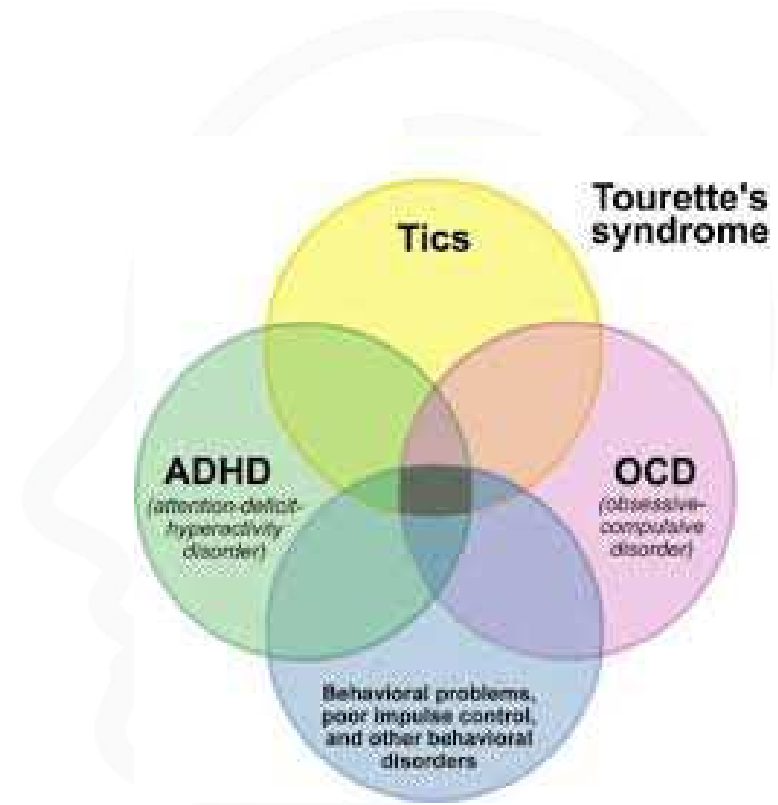 Tics
Tourette's
syndrome
ADHD
(attention-deficit-
hyperactivity
disorder)
OCD
(obsessive-
compulsive
disorder)
Behavioral problems,
poor impulse control,
and other behavioral
disorders